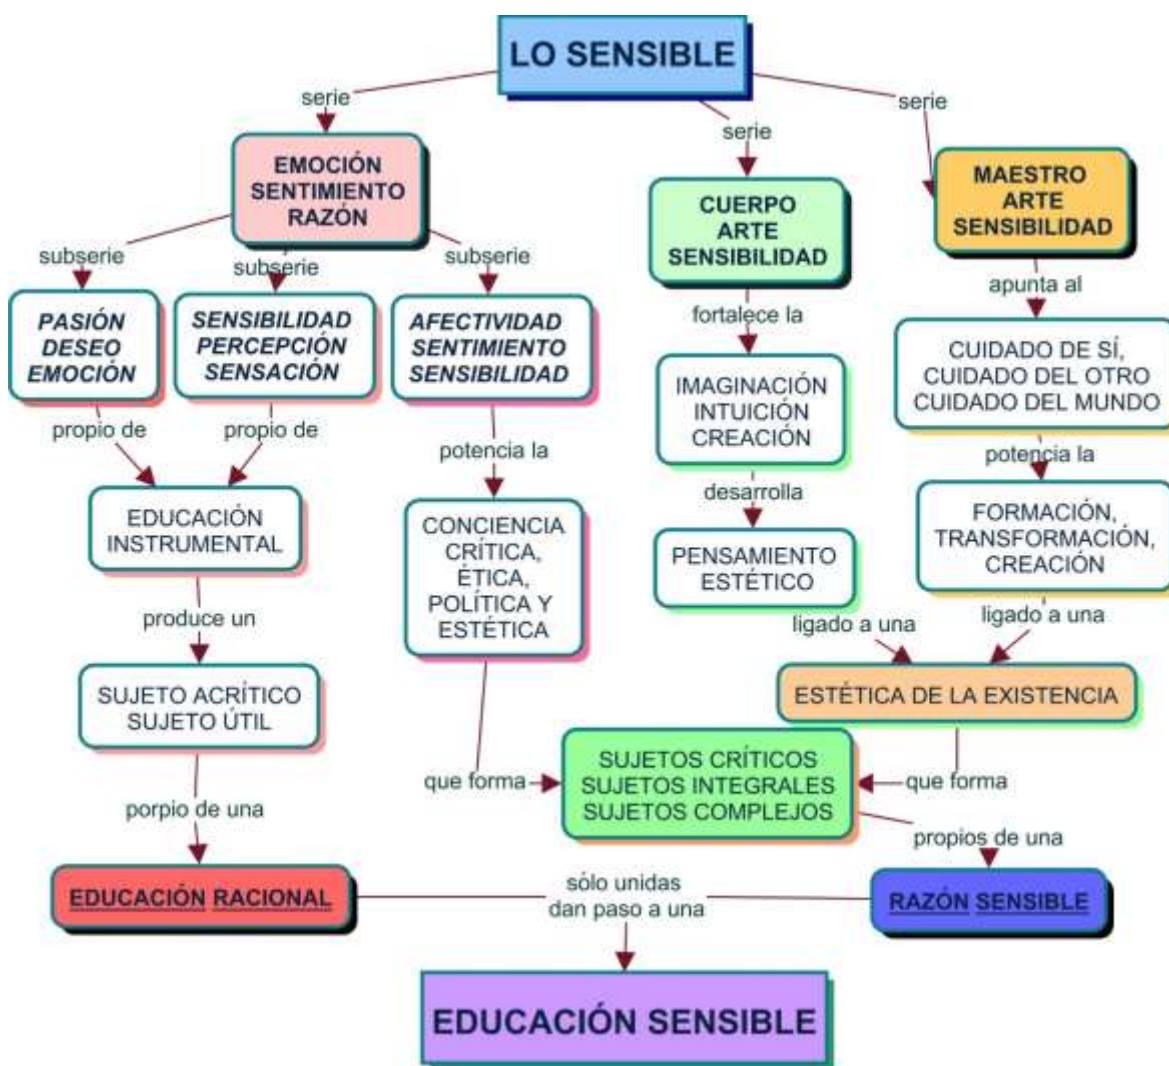 LO SENSIBLE
serie
serie
serie
EMOCIÓN
SENTIMIENTO
RAZÓN
CUERPO
ARTE
SENSIBILIDAD
MAESTRO
ARTE
SENSIBILIDAD
subserie
subserie
subserie
PASIÓN
DESEO
EMOCIÓN
SENSIBILIDAD
PERCEPCIÓN
SENSACIÓN
AFECTIVIDAD
SENTIMIENTO
SENSIBILIDAD
fortalece la
apunta al
IMAGINACIÓN
INTUICIÓN
CREACIÓN
CUIDADO DE SÍ,
CUIDADO DEL OTRO
CUIDADO DEL MUNDO
propio de
propio de
potencia la
desarrolla
potencia la
EDUCACIÓN
INSTRUMENTAL
CONCIENCIA
CRÍTICA,
ÉTICA,
POLÍTICA Y
ESTÉTICA
PENSAMIENTO
ESTÉTICO
FORMACIÓN,
TRANSFORMACIÓN,
CREACIÓN
produce un
ligado a una
ligado a una
SUJETO ACRÍTICO
SUJETO ÚTIL
ESTÉTICA DE LA EXISTENCIA
que forma
SUJETOS CRÍTICOS
SUJETOS INTEGRALES
SUJETOS COMPLEJOS
que forma
porpio de una
propios de una
EDUCACIÓN RACIONAL
sólo unidas
dan paso a una
RAZÓN SENSIBLE
EDUCACIÓN SENSIBLE